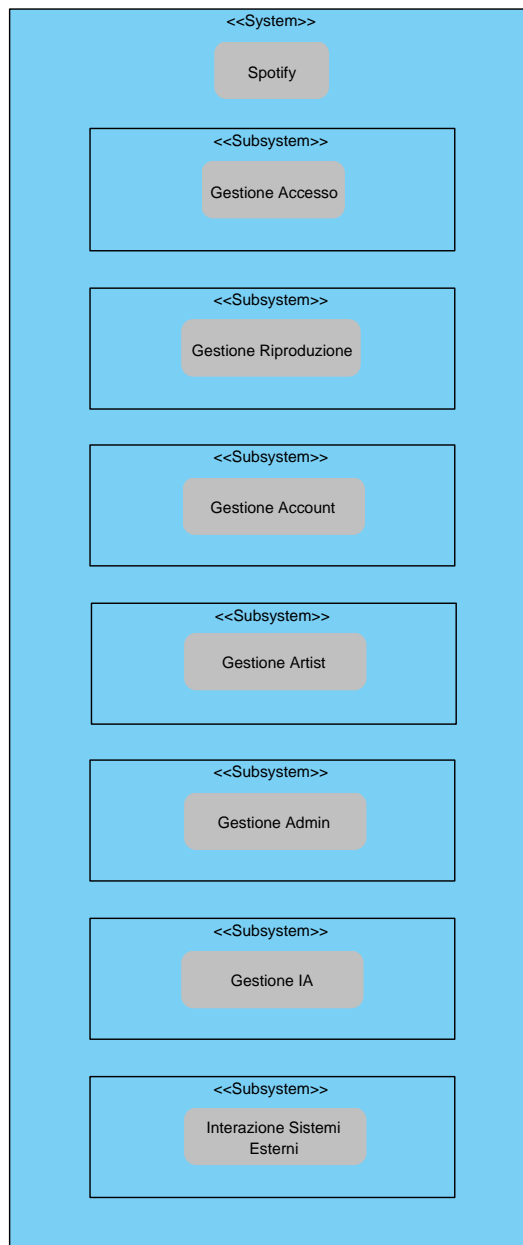 <<System>>
Spotify
<<Subsystem>>
Gestione Accesso
<<Subsystem>>
Gestione Riproduzione
<<Subsystem>>
Gestione Account
<<Subsystem>>
Gestione Artist
<<Subsystem>>
Gestione Admin
<<Subsystem>>
Gestione IA
<<Subsystem>>
Interazione Sistemi
Esterni